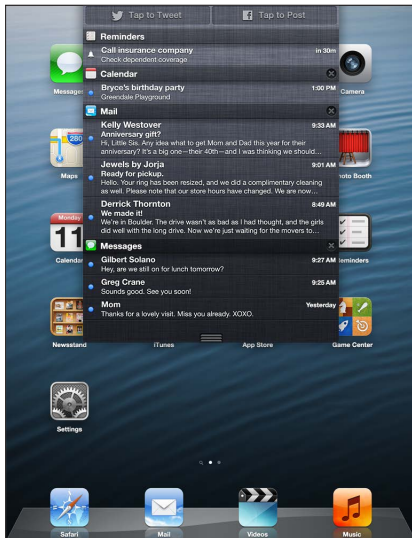 Tap to Tweet
Tap to Post
Reminders
Call insurance company in 30m
Check dependent coverage
Calendar
Bryce's birthday party 1:00 PM
Greendale Playground
Mail
Kelly Westover 9:33 AM
Anniversary gift?
Hi, Little Sis. Any idea what to get Mom and Dad this year for their
anniversary? It's a big one—their 40th—and I was thinking we should…
Jewels by Jorja 9:01 AM
Ready for pickup.
Hello. Your ring has been resized, and we did a complimentary cleaning
as well. Please note that our store hours have changed. We are now…
Derrick Thornton 8:49 AM
We made it!
We're in Boulder. The drive wasn't as bad as I had thought, and the girls
did well with the long drive. Now we're just waiting for the movers to…
Messages
Gilbert Solano 9:27 AM
Hey, are we still on for lunch tomorrow?
Greg Crane 9:25 AM
Sounds good. See you soon!
Mom Yesterday
Thanks for a lovely visit. Miss you already. XOXO.
Messages
Camera
280
Maps
hoto Booth
Monday
11
Calendar
eminders
Newsstand
iTunes
App Store
Game Center
Settings
Safari
Mail
Videos
Music